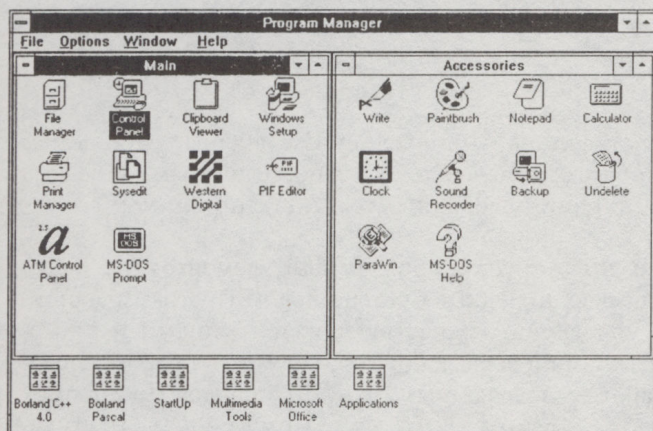 Program Manager
File Options Window Help
Main
File Manager
Control Panel
Clipboard Viewer
Windows Setup
Print Manager
Sysedit
Western Digital
PIF Editor
2.5
a
ATM Control Panel
MS-DOS Prompt
Accessories
Write
Paintbrush
Notepad
Calculator
Clock
Sound Recorder
Backup
Undelete
ParaWin
MS-DOS Help
Borland C++ 4.0
Borland Pascal
StartUp
Multimedia Tools
Microsoft Office
Applications